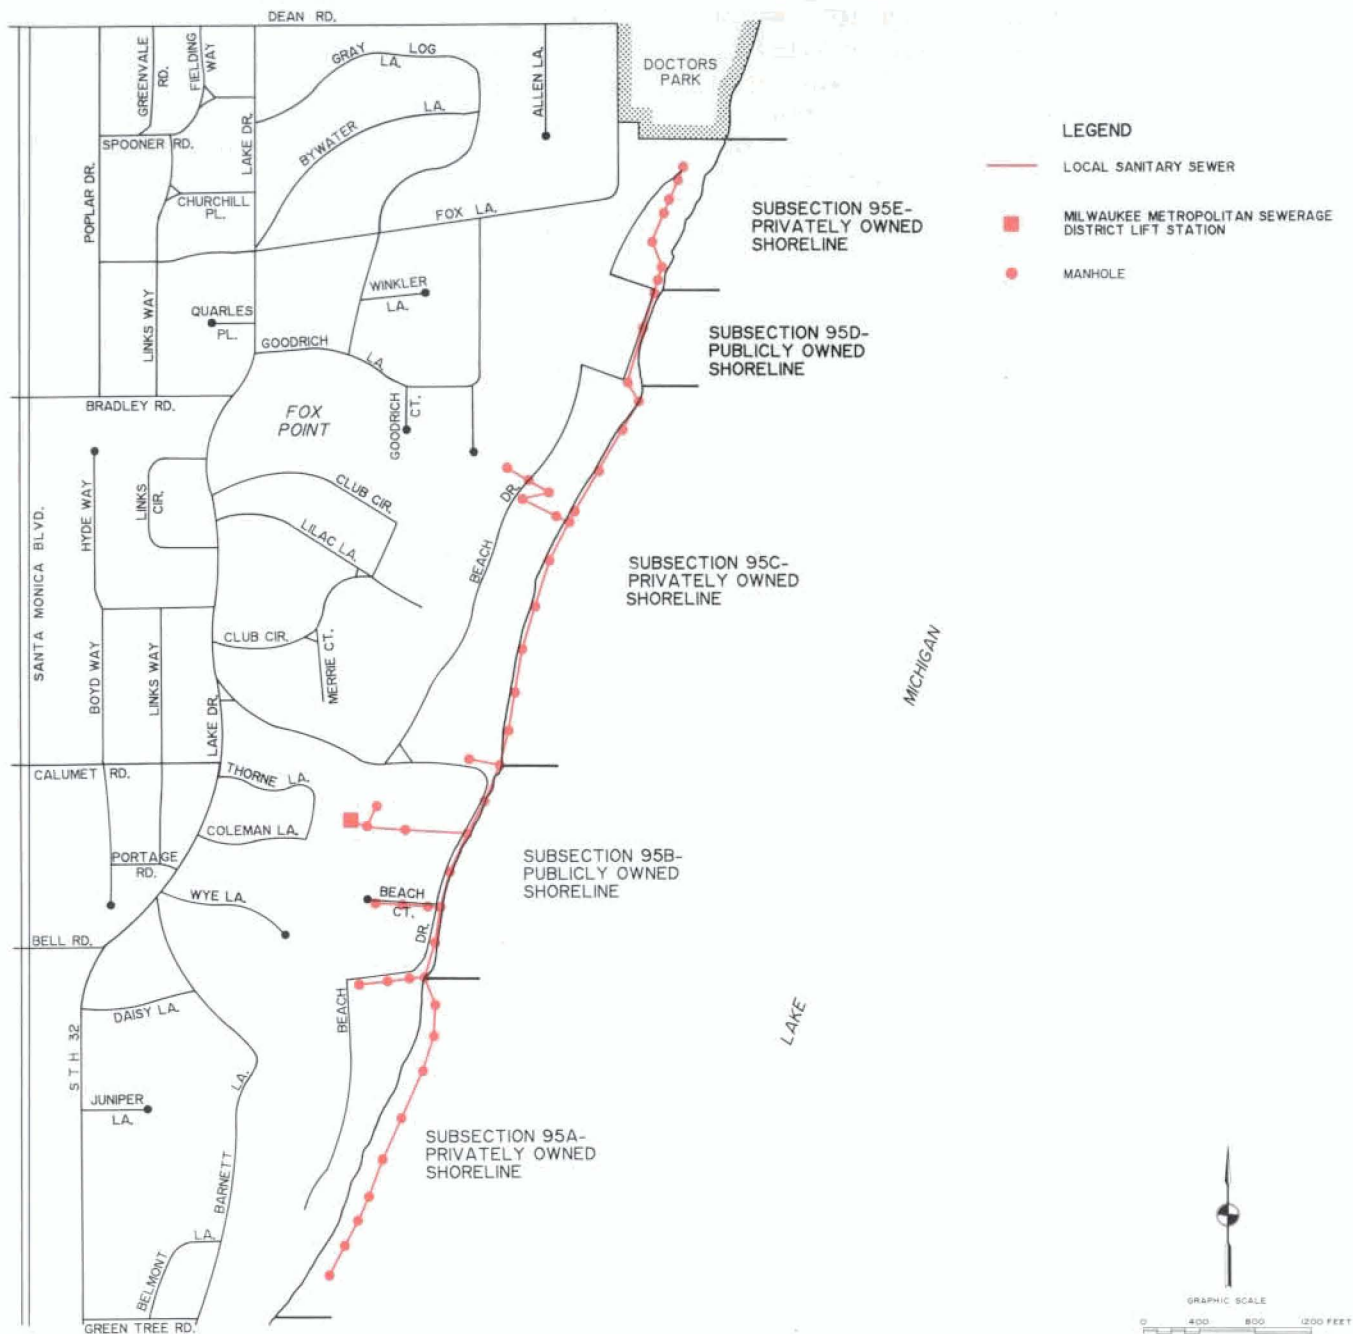 DEAN RD.
GREENVALE
RD.
FIELDING
WAY
GRAY LOG
LA.
ALLEN LA.
DOCTORS
PARK
LEGEND
LOCAL SANITARY SEWER
MILWAUKEE METROPOLITAN SEWERAGE
DISTRICT LIFT STATION
MANHOLE
SPOONER RD.
LAKE DR.
BYWATER LA.
POPLAR DR.
CHURCHILL
PL.
FOX LA.
SUBSECTION 95E-
PRIVATELY OWNED
SHORELINE
WINKLER
LA.
LINKS WAY
QUARLES
PL.
GOODRICH LA.
SUBSECTION 95D-
PUBLICLY OWNED
SHORELINE
BRADLEY RD.
FOX
POINT
GOODRICH
CT.
HYDE WAY
LINKS
CIR.
CLUB CIR.
LILAC LA.
BEACH DR.
SANTA MONICA BLVD.
SUBSECTION 95C-
PRIVATELY OWNED
SHORELINE
CLUB CIR.
MERRIE CT.
BOYD WAY
LINKS WAY
LAKE DR.
MICHIGAN
CALUMET RD.
THORNE LA.
COLEMAN LA.
PORTAGE
RD.
SUBSECTION 95B-
PUBLICLY OWNED
SHORELINE
WYE LA.
BEACH
CT.
BEACH DR.
BELL RD.
DAISY LA.
LAKE
STH 32
JUNIPER
LA.
BARNETT LA.
SUBSECTION 95A-
PRIVATELY OWNED
SHORELINE
BELMONT LA.
GREEN TREE RD.
GRAPHIC SCALE
0 400 800 1200 FEET